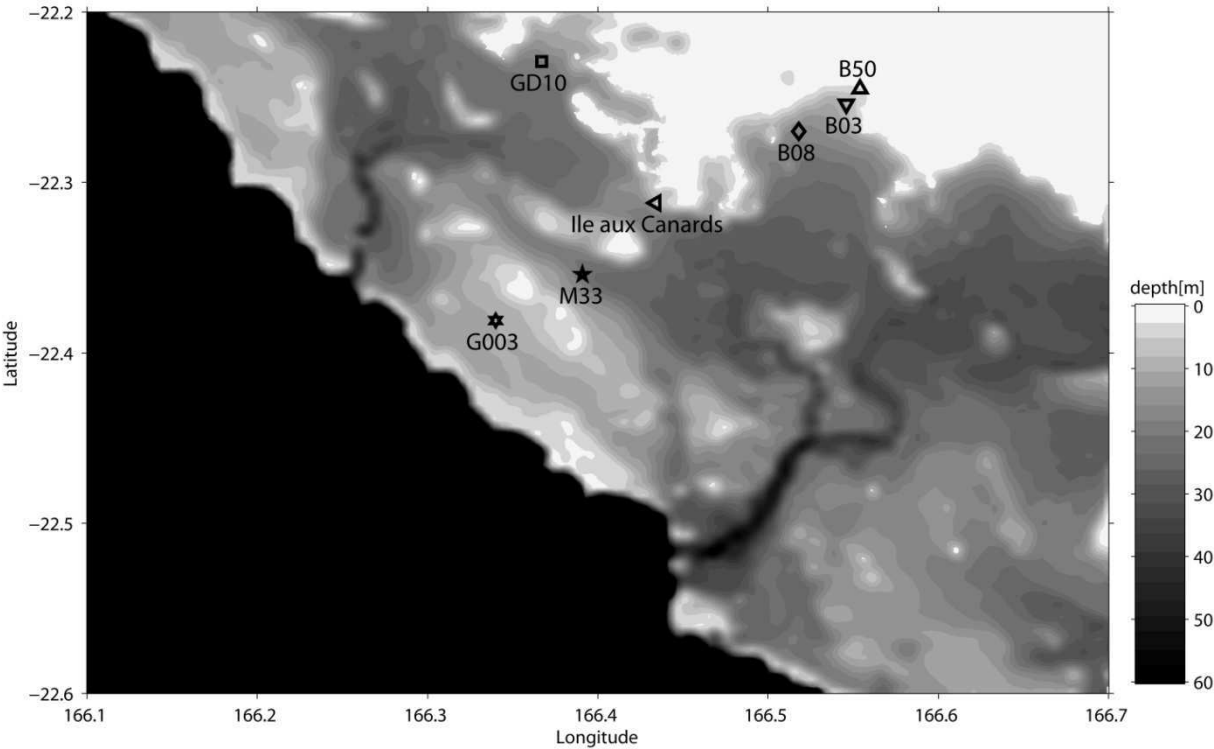 −22.2
−22.3
−22.4
−22.5
−22.6
Latitude
166.1
166.2
166.3
166.4
166.5
166.6
166.7
Longitude
GD10
B50
B03
B08
Ile aux Canards
M33
G003
depth[m]
0
10
20
30
40
50
60